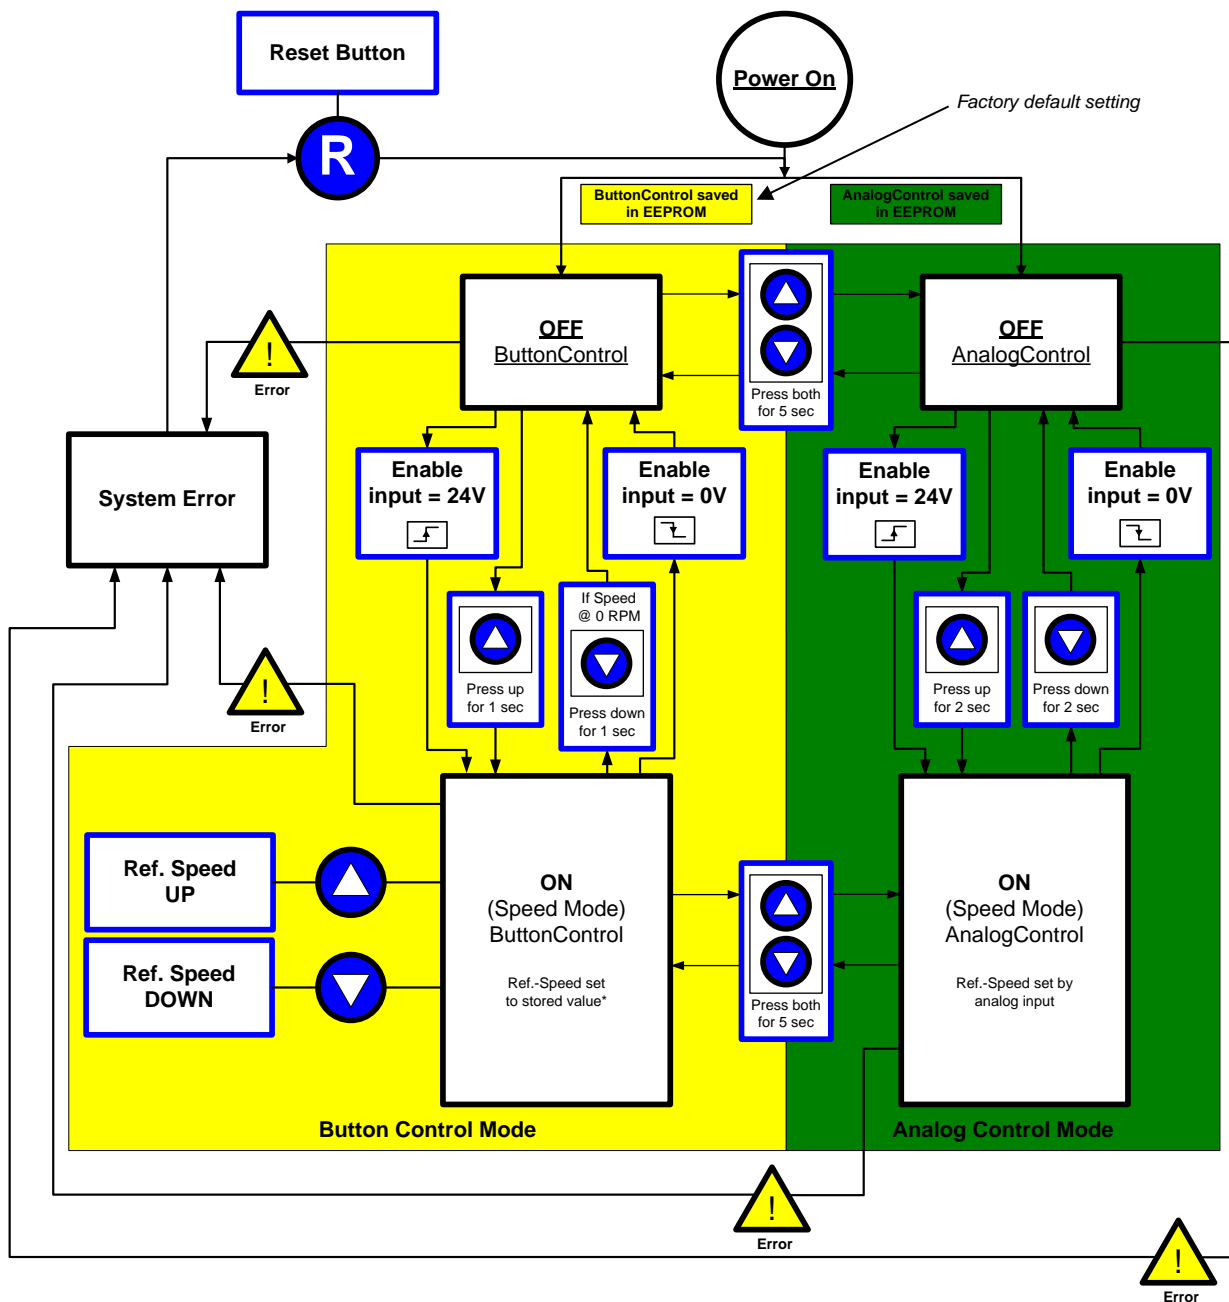 Reset Button
Power On
Factory default setting
R
ButtonControl saved
in EEPROM
AnalogControl saved
in EEPROM
OFF
ButtonControl
Press both
for 5 sec
OFF
AnalogControl
!
Error
System Error
Enable
input = 24V
Enable
input = 0V
Enable
input = 24V
Enable
input = 0V
Press up
for 1 sec
If Speed
@ 0 RPM
Press down
for 1 sec
Press up
for 2 sec
Press down
for 2 sec
!
Error
Ref. Speed
UP
Ref. Speed
DOWN
ON
(Speed Mode)
ButtonControl
Ref.-Speed set
to stored value*
Press both
for 5 sec
ON
(Speed Mode)
AnalogControl
Ref.-Speed set by
analog input
Button Control Mode
Analog Control Mode
!
Error
!
Error